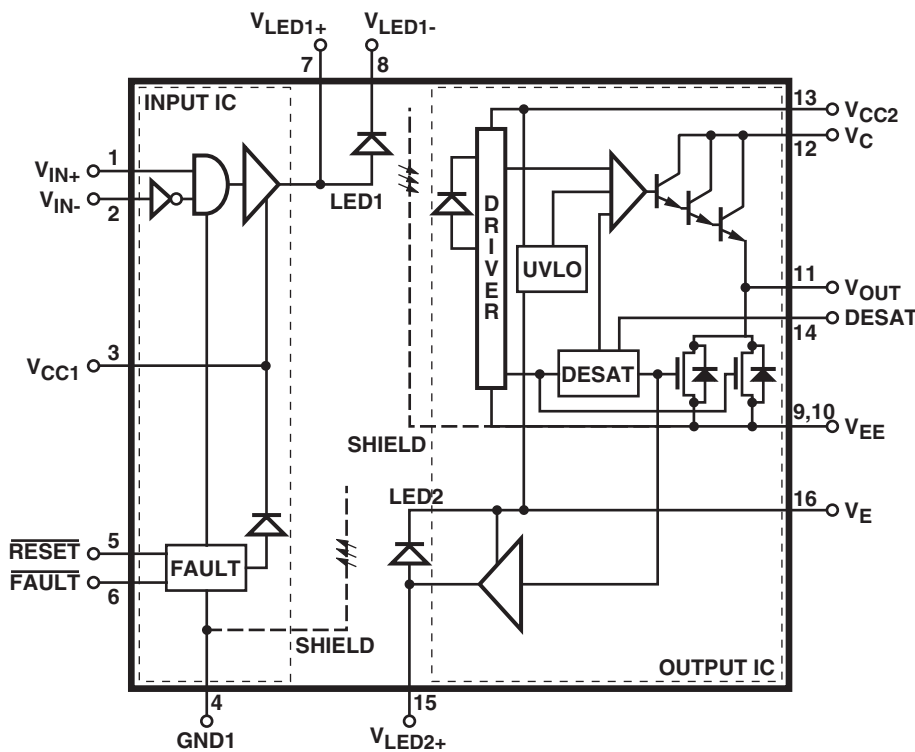 VLED1+
VLED1-
7
8
INPUT IC
13
VCC2
VC
12
1
VIN+
VIN-
2
LED1
DRIVER
UVLO
11
VOUT
DESAT
14
3
VCC1
DESAT
9,10
VEE
SHIELD
LED2
16
VE
RESET
5
FAULT
FAULT
6
SHIELD
OUTPUT IC
4
15
GND1
VLED2+